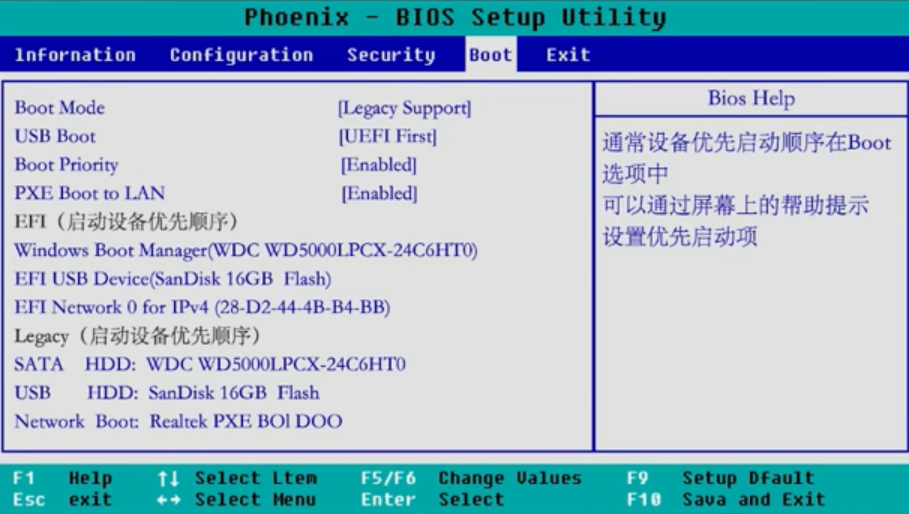 Phoenix - BIOS Setup Utility
Infornation Configuration Security Boot Exit
Boot Mode [Legacy Support]
USB Boot [UEFI First]
Boot Priority [Enabled]
PXE Boot to LAN [Enabled]
EFI（启动设备优先顺序）
Windows Boot Manager(WDC WD5000LPCX-24C6HT0)
EFI USB Device(SanDisk 16GB Flash)
EFI Network 0 for IPv4 (28-D2-44-4B-B4-BB)
Legacy（启动设备优先顺序）
SATA HDD: WDC WD5000LPCX-24C6HT0
USB HDD: SanDisk 16GB Flash
Network Boot: Realtek PXE BOl DOO
Bios Help
通常设备优先启动顺序在Boot
选项中
可以通过屏幕上的帮助提示
设置优先启动项
F1 Help ↑↓ Select Ltem F5/F6 Change Values F9 Setup Dfault
Esc exit ←→ Select Menu Enter Select F10 Sava and Exit